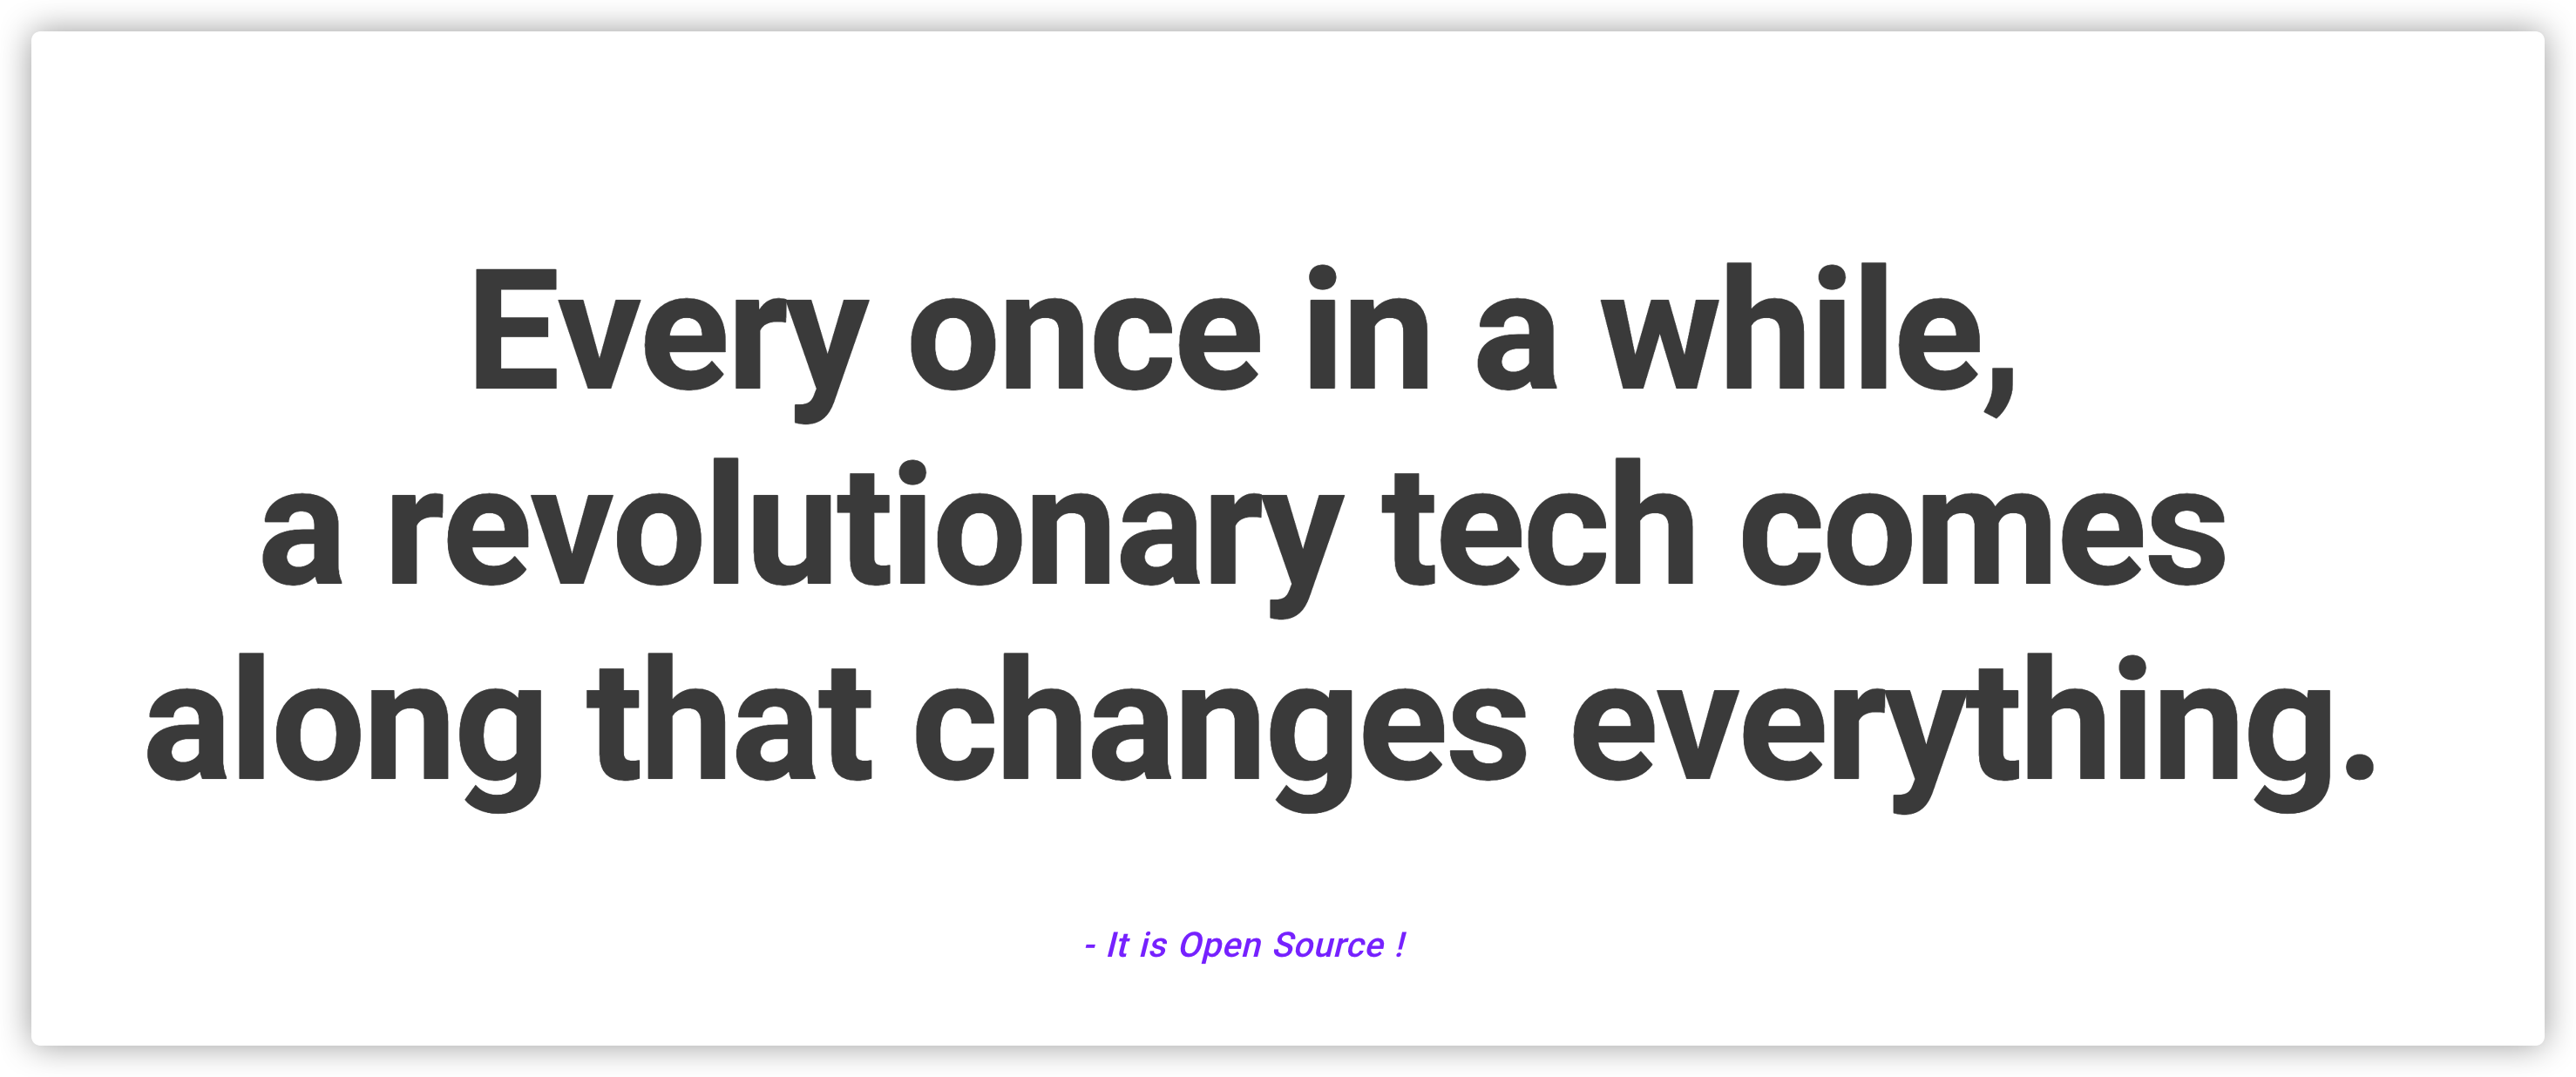 Every once in a while,
a revolutionary tech comes
along that changes everything.
- It is Open Source !